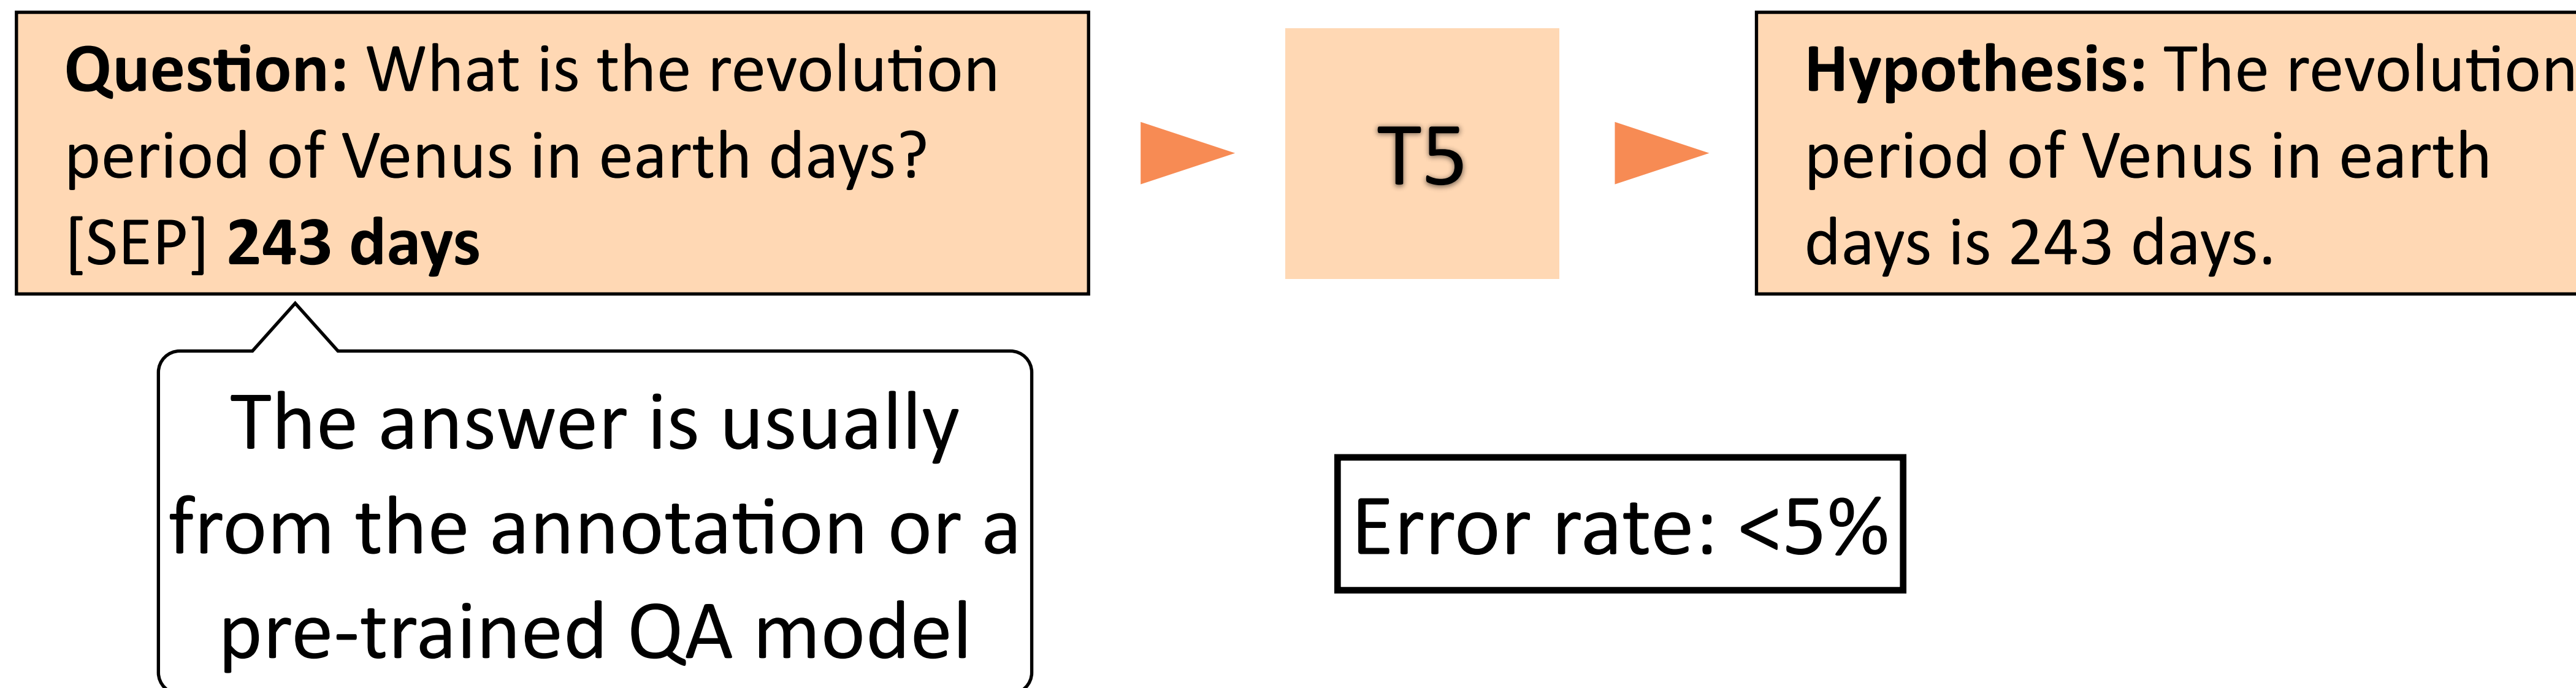 Question: What is the revolution
period of Venus in earth days?
[SEP] 243 days
T5
Hypothesis: The revolution
period of Venus in earth
days is 243 days.
The answer is usually
from the annotation or a
pre-trained QA model
Error rate: <5%